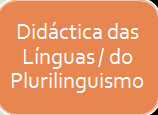 Didáctica das
Línguas / do
Plurilinguismo